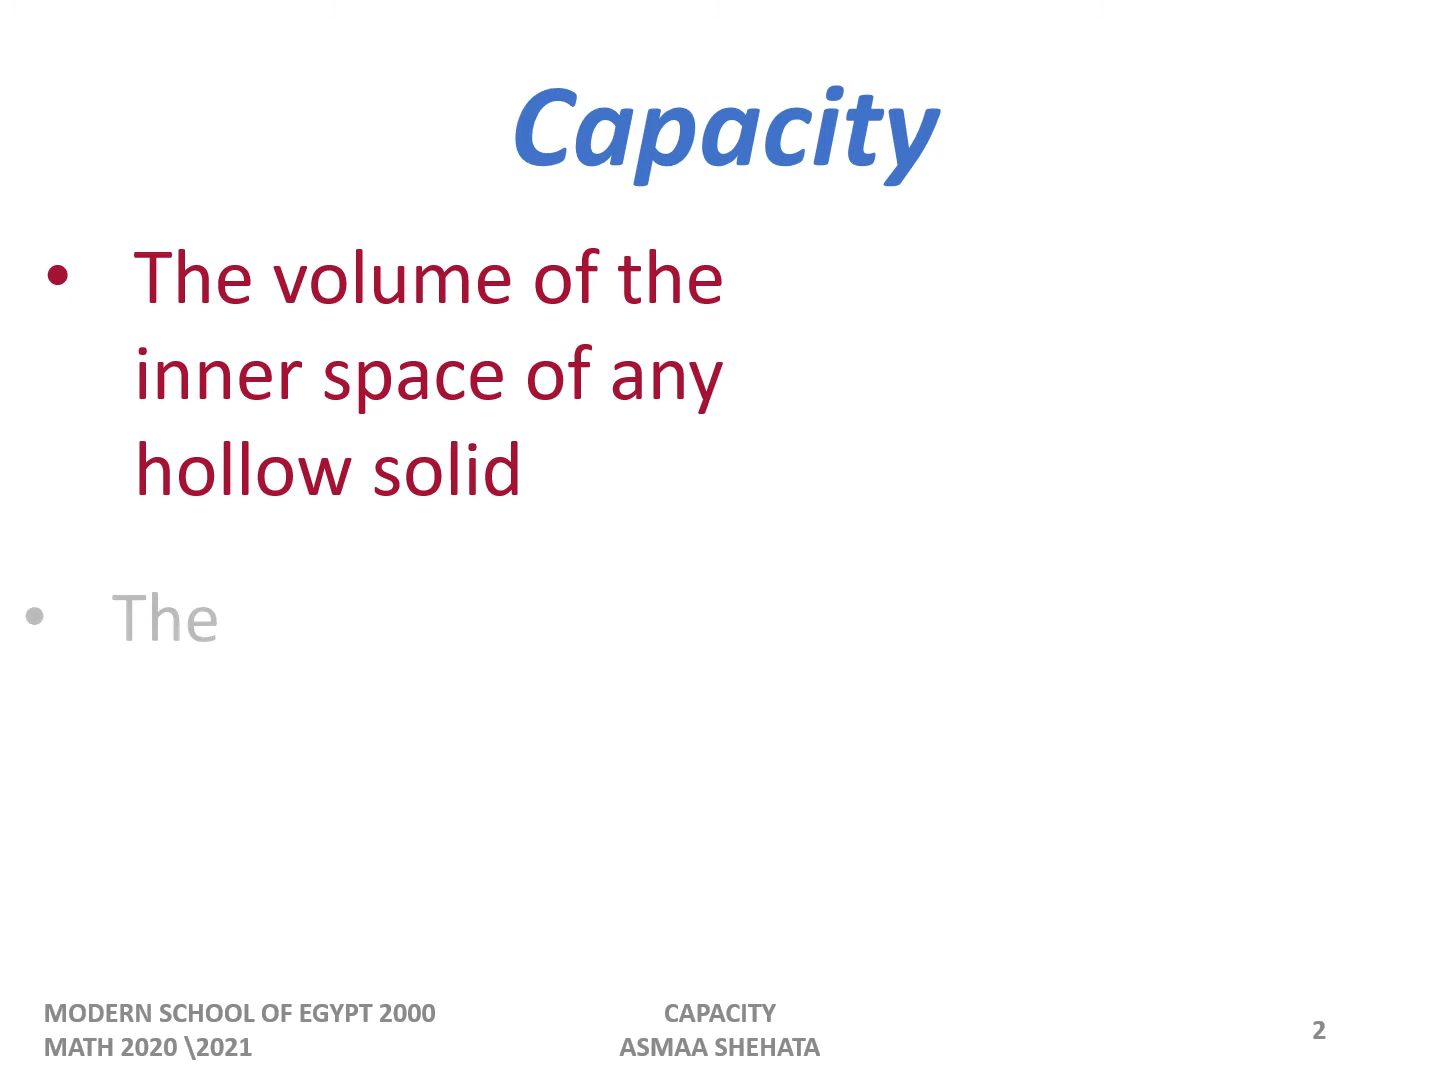 Capacity
• The volume of the
inner space of any
hollow solid
• The
MODERN SCHOOL OF EGYPT 2000
MATH 2020 \2021
CAPACITY
ASMAA SHEHATA
2